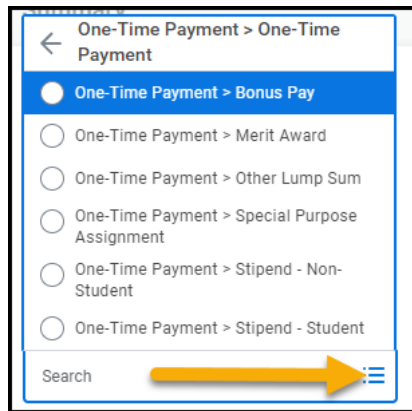 Summary
One-Time Payment > One-Time
Payment
One-Time Payment > Bonus Pay
One-Time Payment > Merit Award
One-Time Payment > Other Lump Sum
One-Time Payment > Special Purpose
Assignment
One-Time Payment > Stipend - Non-
Student
One-Time Payment > Stipend - Student
Search